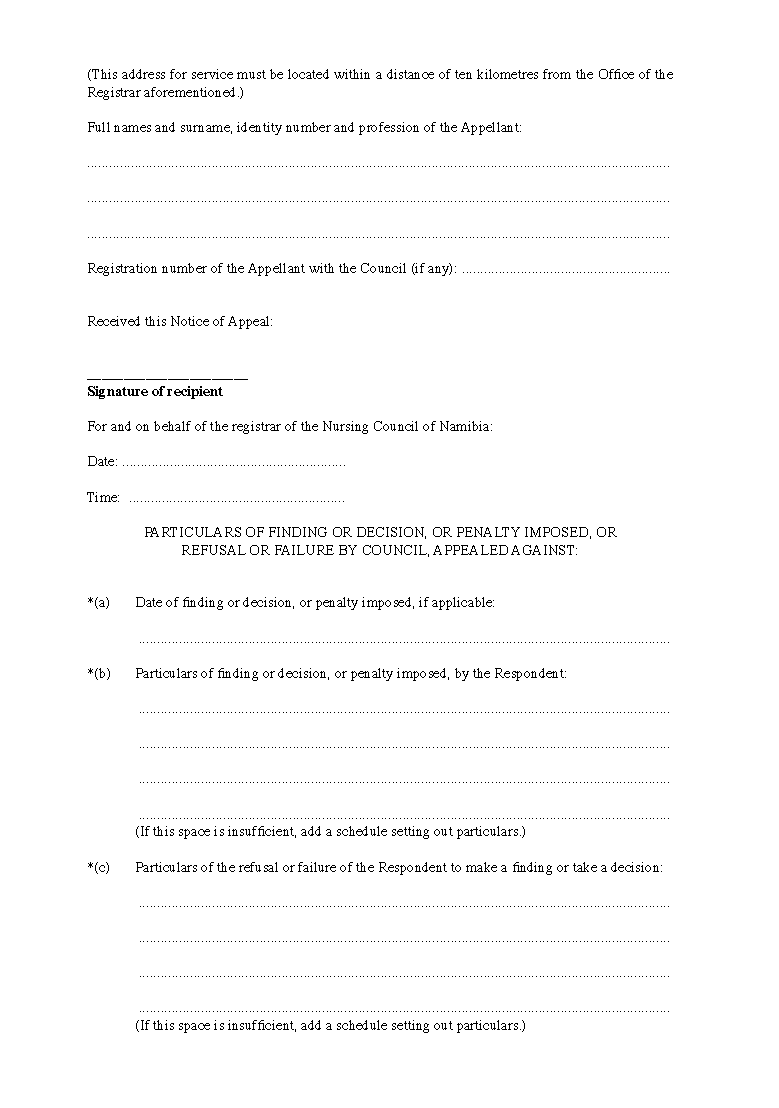 (This address for service must be located within a distance of ten kilometres from the Office of the
Registrar aforementioned.)
Full names and surname, identity number and profession of the Appellant:
................................................................................................................................................................
................................................................................................................................................................
................................................................................................................................................................
Registration number of the Appellant with the Council (if any): .........................................................
Received this Notice of Appeal:
_______________________
Signature of recipient
For and on behalf of the registrar of the Nursing Council of Namibia:
Date: .............................................................
Time: ...........................................................
PARTICULARS OF FINDING OR DECISION, OR PENALTY IMPOSED, OR
REFUSAL OR FAILURE BY COUNCIL, APPEALED AGAINST:
*(a) Date of finding or decision, or penalty imposed, if applicable:
..................................................................................................................................................
*(b) Particulars of finding or decision, or penalty imposed, by the Respondent:
..................................................................................................................................................
..................................................................................................................................................
..................................................................................................................................................
..................................................................................................................................................
(If this space is insufficient, add a schedule setting out particulars.)
*(c) Particulars of the refusal or failure of the Respondent to make a finding or take a decision:
..................................................................................................................................................
..................................................................................................................................................
..................................................................................................................................................
..................................................................................................................................................
(If this space is insufficient, add a schedule setting out particulars.)